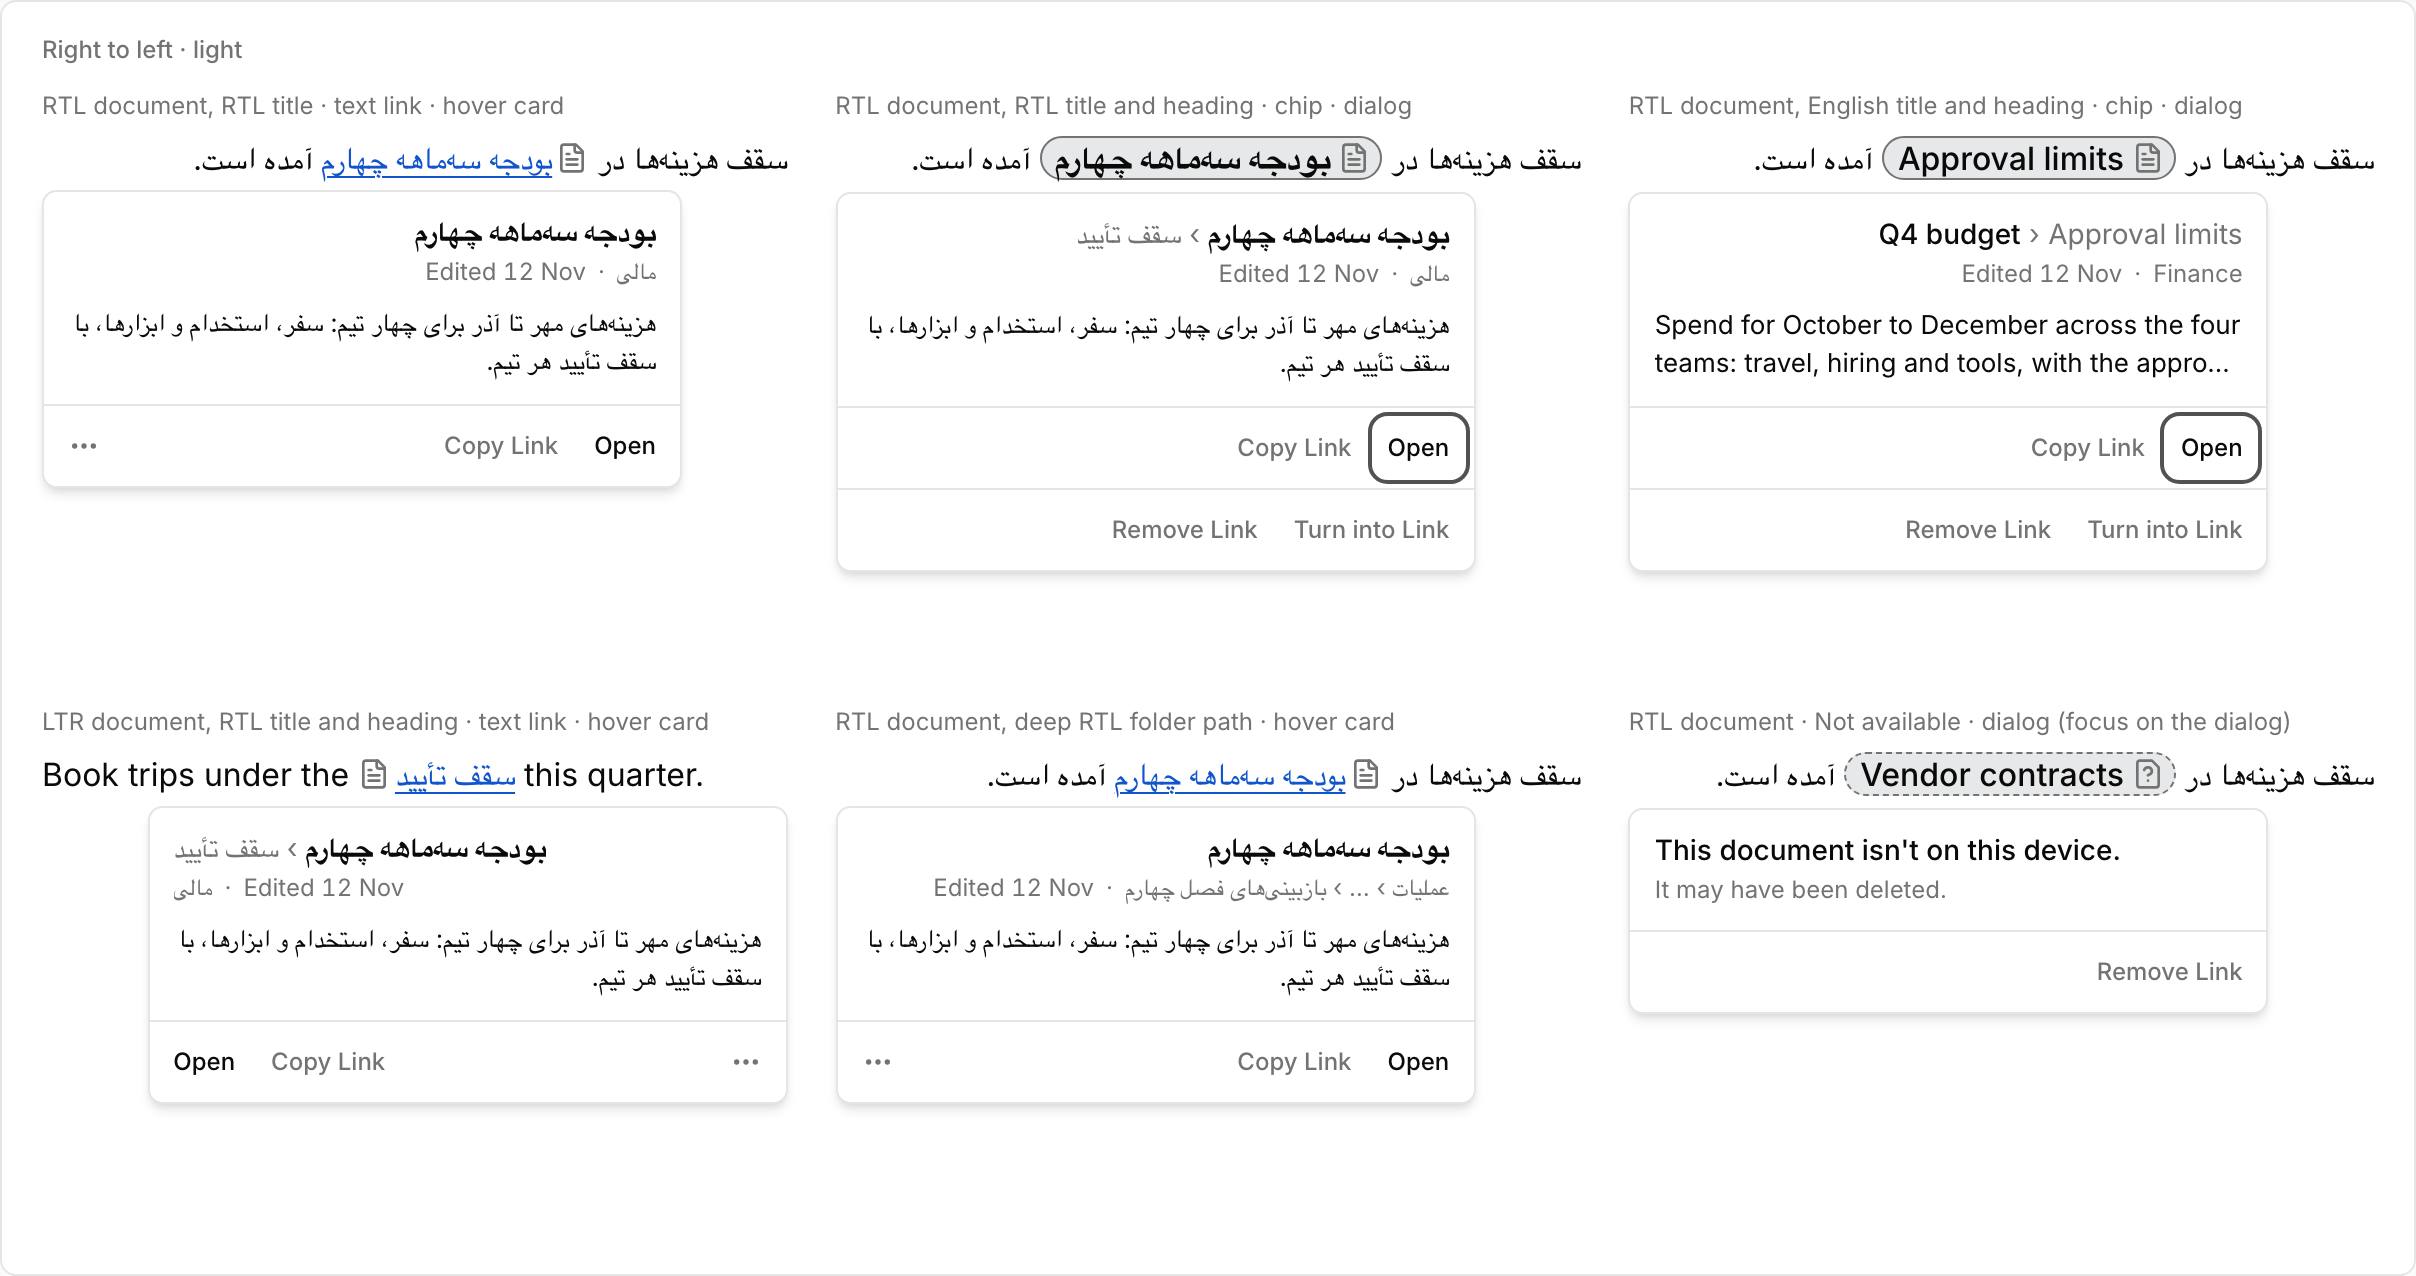 Right to left · light
RTL document, RTL title · text link · hover card
سقف هزینه‌ها در بودجه سه‌ماهه چهارم آمده است.
بودجه سه‌ماهه چهارم
مالی · Edited 12 Nov
هزینه‌های مهر تا آذر برای چهار تیم: سفر، استخدام و ابزارها، با
سقف تأیید هر تیم.
Open Copy Link ···
RTL document, RTL title and heading · chip · dialog
سقف هزینه‌ها در بودجه سه‌ماهه چهارم آمده است.
بودجه سه‌ماهه چهارم › سقف تأیید
مالی · Edited 12 Nov
هزینه‌های مهر تا آذر برای چهار تیم: سفر، استخدام و ابزارها، با
سقف تأیید هر تیم.
Open Copy Link
Turn into Link Remove Link
RTL document, English title and heading · chip · dialog
سقف هزینه‌ها در Approval limits آمده است.
Q4 budget › Approval limits
Finance · Edited 12 Nov
Spend for October to December across the four
teams: travel, hiring and tools, with the appro...
Open Copy Link
Turn into Link Remove Link
LTR document, RTL title and heading · text link · hover card
Book trips under the سقف تأیید this quarter.
بودجه سه‌ماهه چهارم › سقف تأیید
مالی · Edited 12 Nov
هزینه‌های مهر تا آذر برای چهار تیم: سفر، استخدام و ابزارها، با
سقف تأیید هر تیم.
Open Copy Link ···
RTL document, deep RTL folder path · hover card
سقف هزینه‌ها در بودجه سه‌ماهه چهارم آمده است.
بودجه سه‌ماهه چهارم
عملیات › ... › بازبینی‌های فصل چهارم · Edited 12 Nov
هزینه‌های مهر تا آذر برای چهار تیم: سفر، استخدام و ابزارها، با
سقف تأیید هر تیم.
Open Copy Link ···
RTL document · Not available · dialog (focus on the dialog)
سقف هزینه‌ها در Vendor contracts آمده است.
This document isn't on this device.
It may have been deleted.
Remove Link